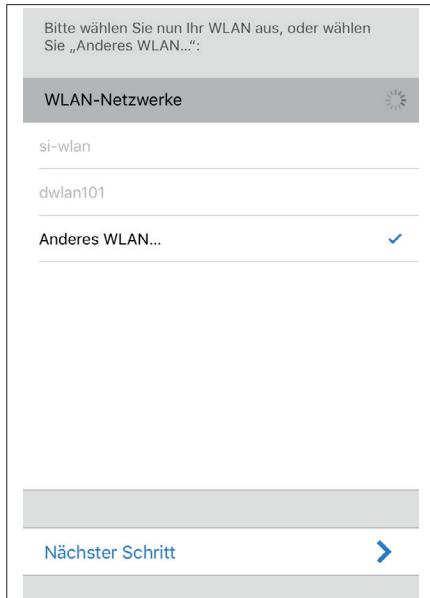 Bitte wählen Sie nun Ihr WLAN aus, oder wählen
Sie „Anderes WLAN...“:
WLAN-Netzwerke
si-wlan
dwlan101
Anderes WLAN...
Nächster Schritt